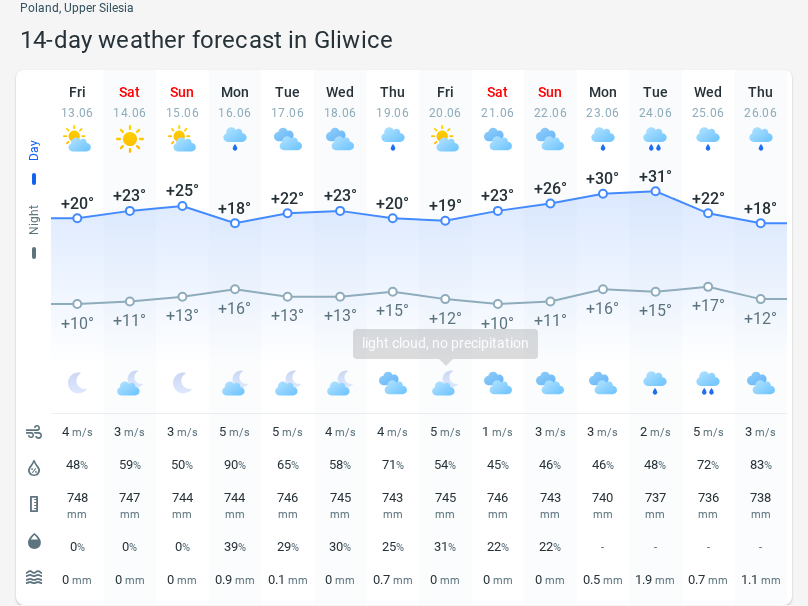 Poland, Upper Silesia
14-day weather forecast in Gliwice
Fri Sat Sun Mon Tue Wed Thu Fri Sat Sun Mon Tue Wed Thu
13.06 14.06 15.06 16.06 17.06 18.06 19.06 20.06 21.06 22.06 23.06 24.06 25.06 26.06
Day
+20° +23° +25° +18° +22° +23° +20° +19° +23° +26° +30° +31° +22° +18°
Night
+10° +11° +13° +16° +13° +13° +15° +12° +10° +11° +16° +15° +17° +12°
light cloud, no precipitation
4 m/s 3 m/s 3 m/s 5 m/s 5 m/s 4 m/s 4 m/s 5 m/s 1 m/s 3 m/s 3 m/s 2 m/s 5 m/s 3 m/s
48% 59% 50% 90% 65% 58% 71% 54% 45% 46% 46% 48% 72% 83%
748 747 744 744 746 745 743 745 746 743 740 737 736 738
mm mm mm mm mm mm mm mm mm mm mm mm mm mm
0% 0% 0% 39% 29% 30% 25% 31% 22% 22% - - - -
0 mm 0 mm 0 mm 0.9 mm 0.1 mm 0 mm 0.7 mm 0 mm 0 mm 0 mm 0.5 mm 1.9 mm 0.7 mm 1.1 mm